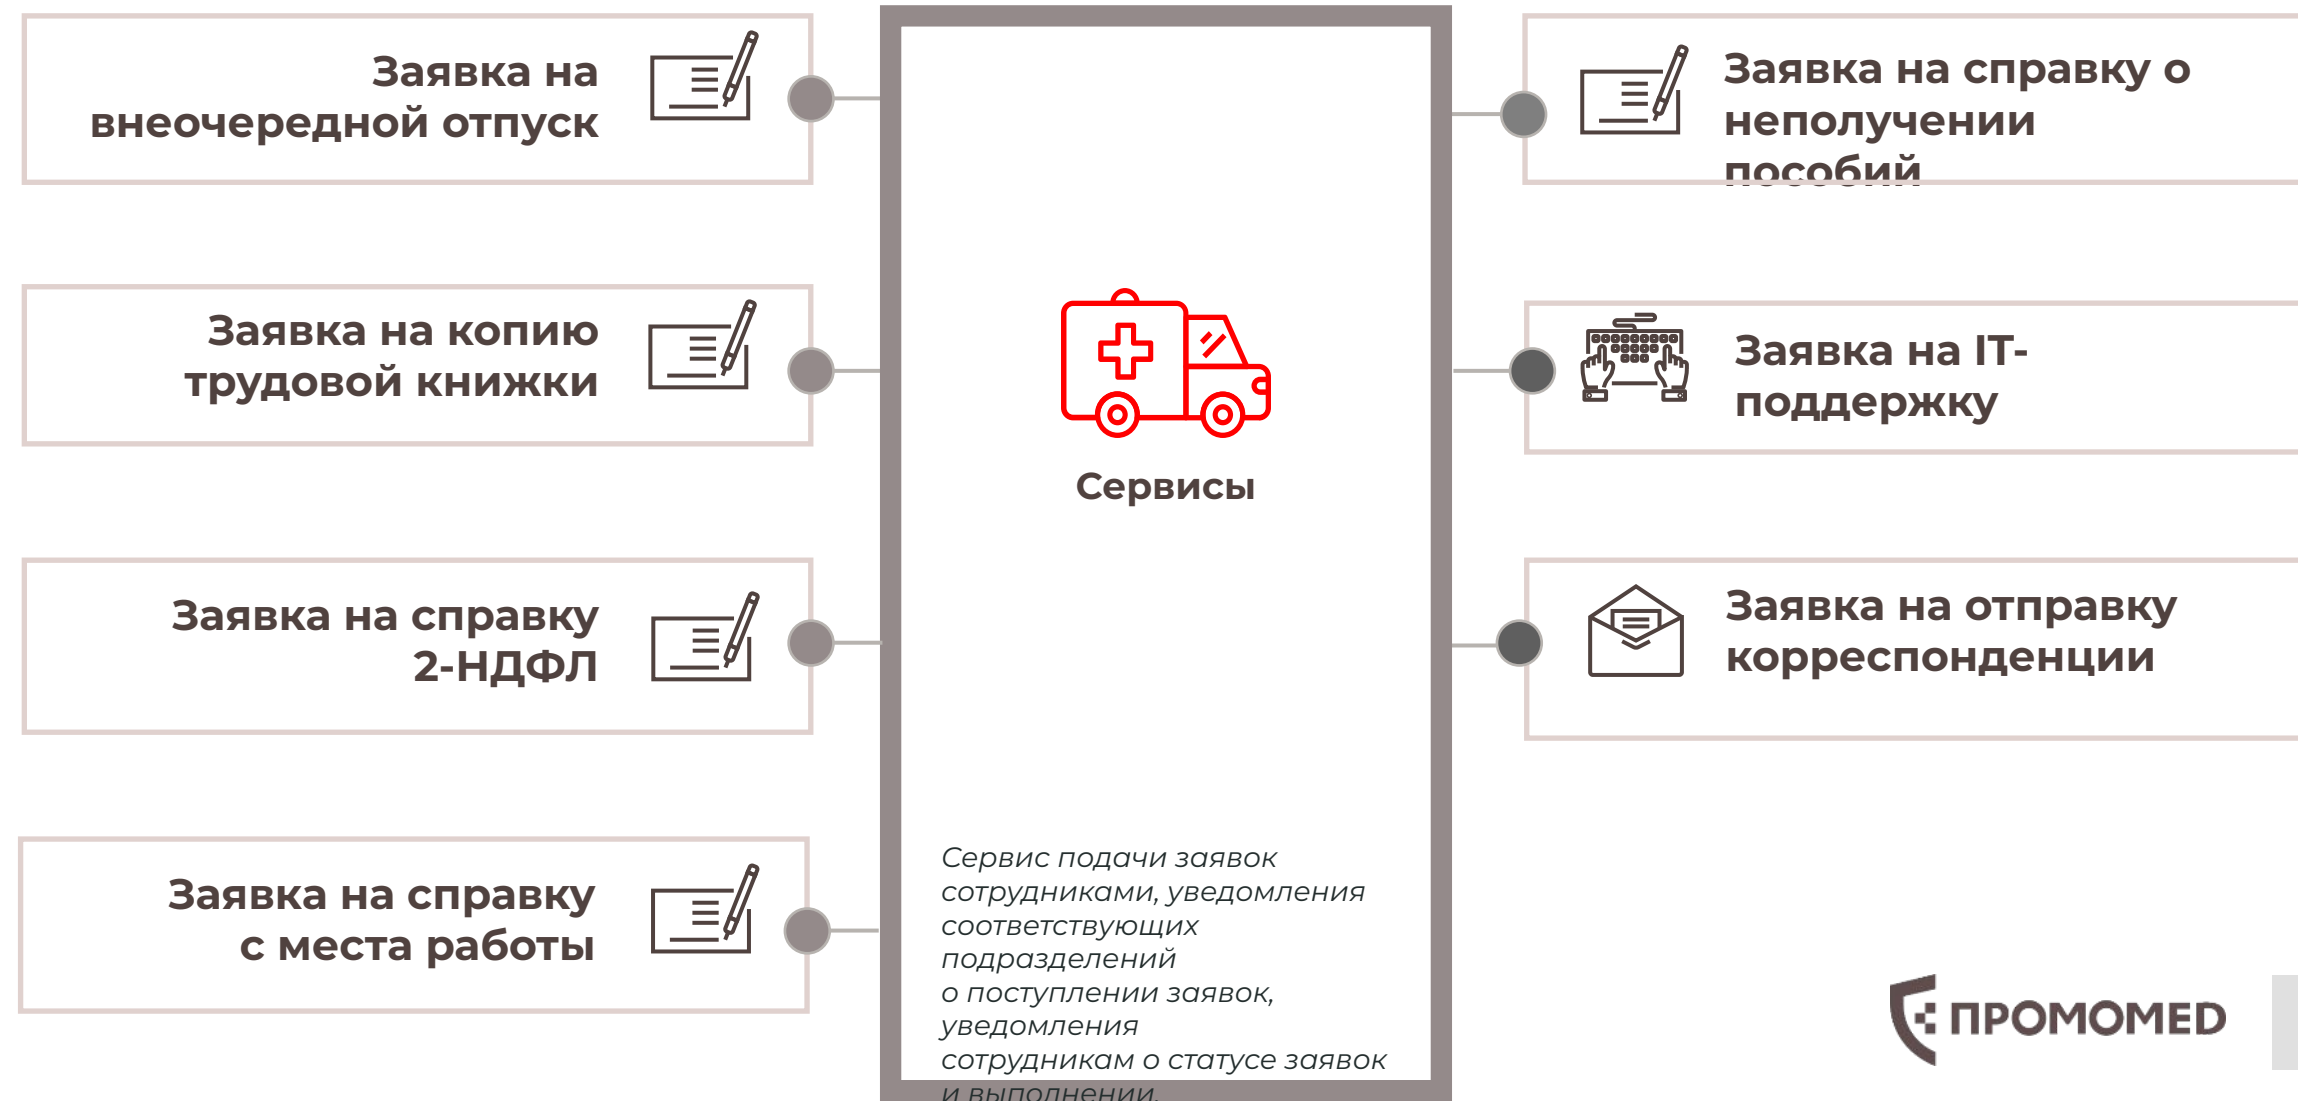 Заявка на
внеочередной отпуск
Заявка на копию
трудовой книжки
Заявка на справку
2-НДФЛ
Заявка на справку
с места работы
Сервисы
Сервис подачи заявок
сотрудниками, уведомления
соответствующих
подразделений
о поступлении заявок,
уведомления
сотрудникам о статусе заявок
и выполнении.
Заявка на справку о
неполучении
пособий
Заявка на IT-
поддержку
Заявка на отправку
корреспонденции
ПРОМОМЕД